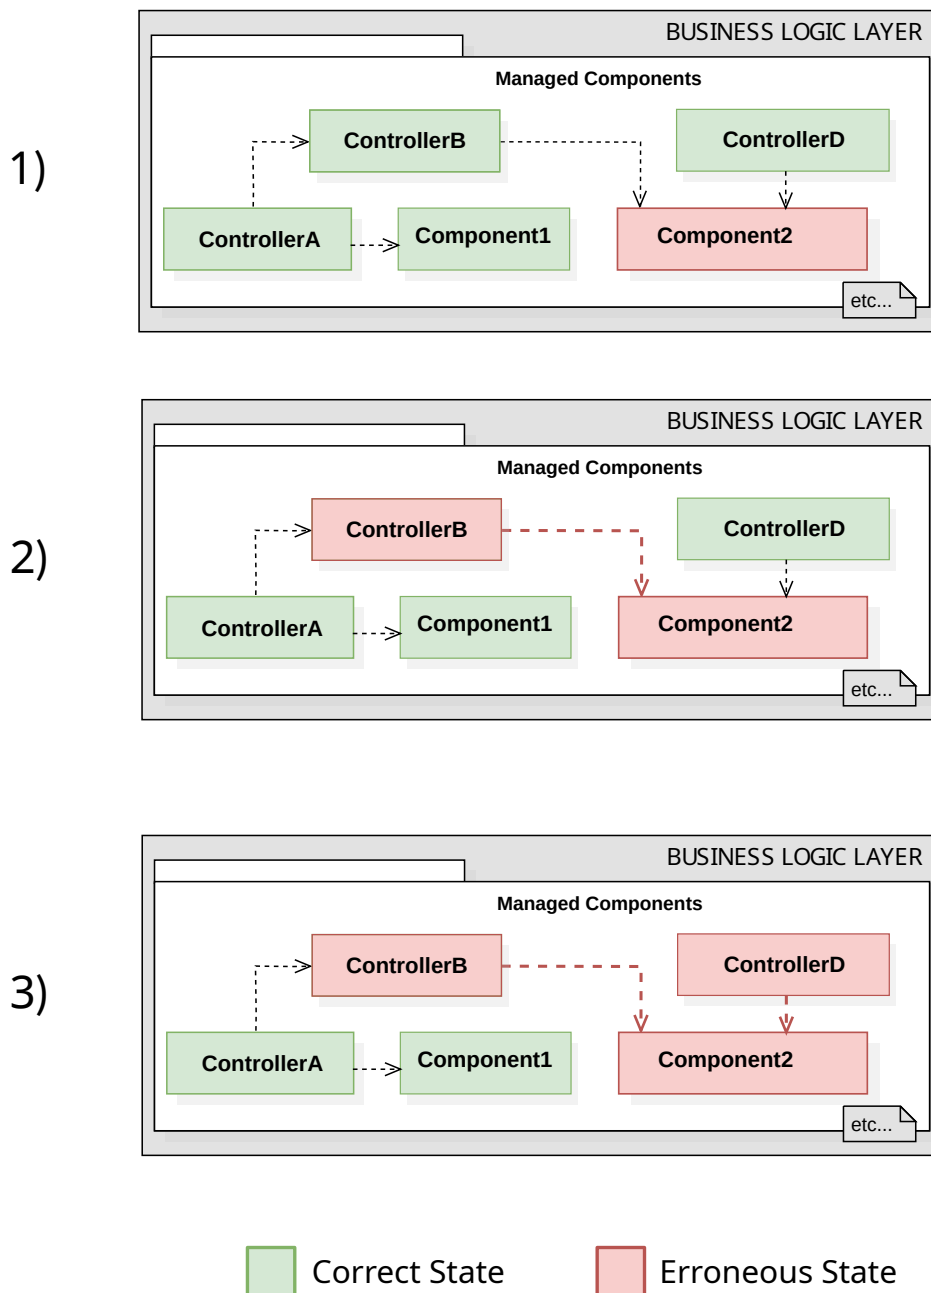 1)
BUSINESS LOGIC LAYER
Managed Components
ControllerB
ControllerD
ControllerA
Component1
Component2
etc...
2)
BUSINESS LOGIC LAYER
Managed Components
ControllerB
ControllerD
ControllerA
Component1
Component2
etc...
3)
BUSINESS LOGIC LAYER
Managed Components
ControllerB
ControllerD
ControllerA
Component1
Component2
etc...
Correct State
Erroneous State